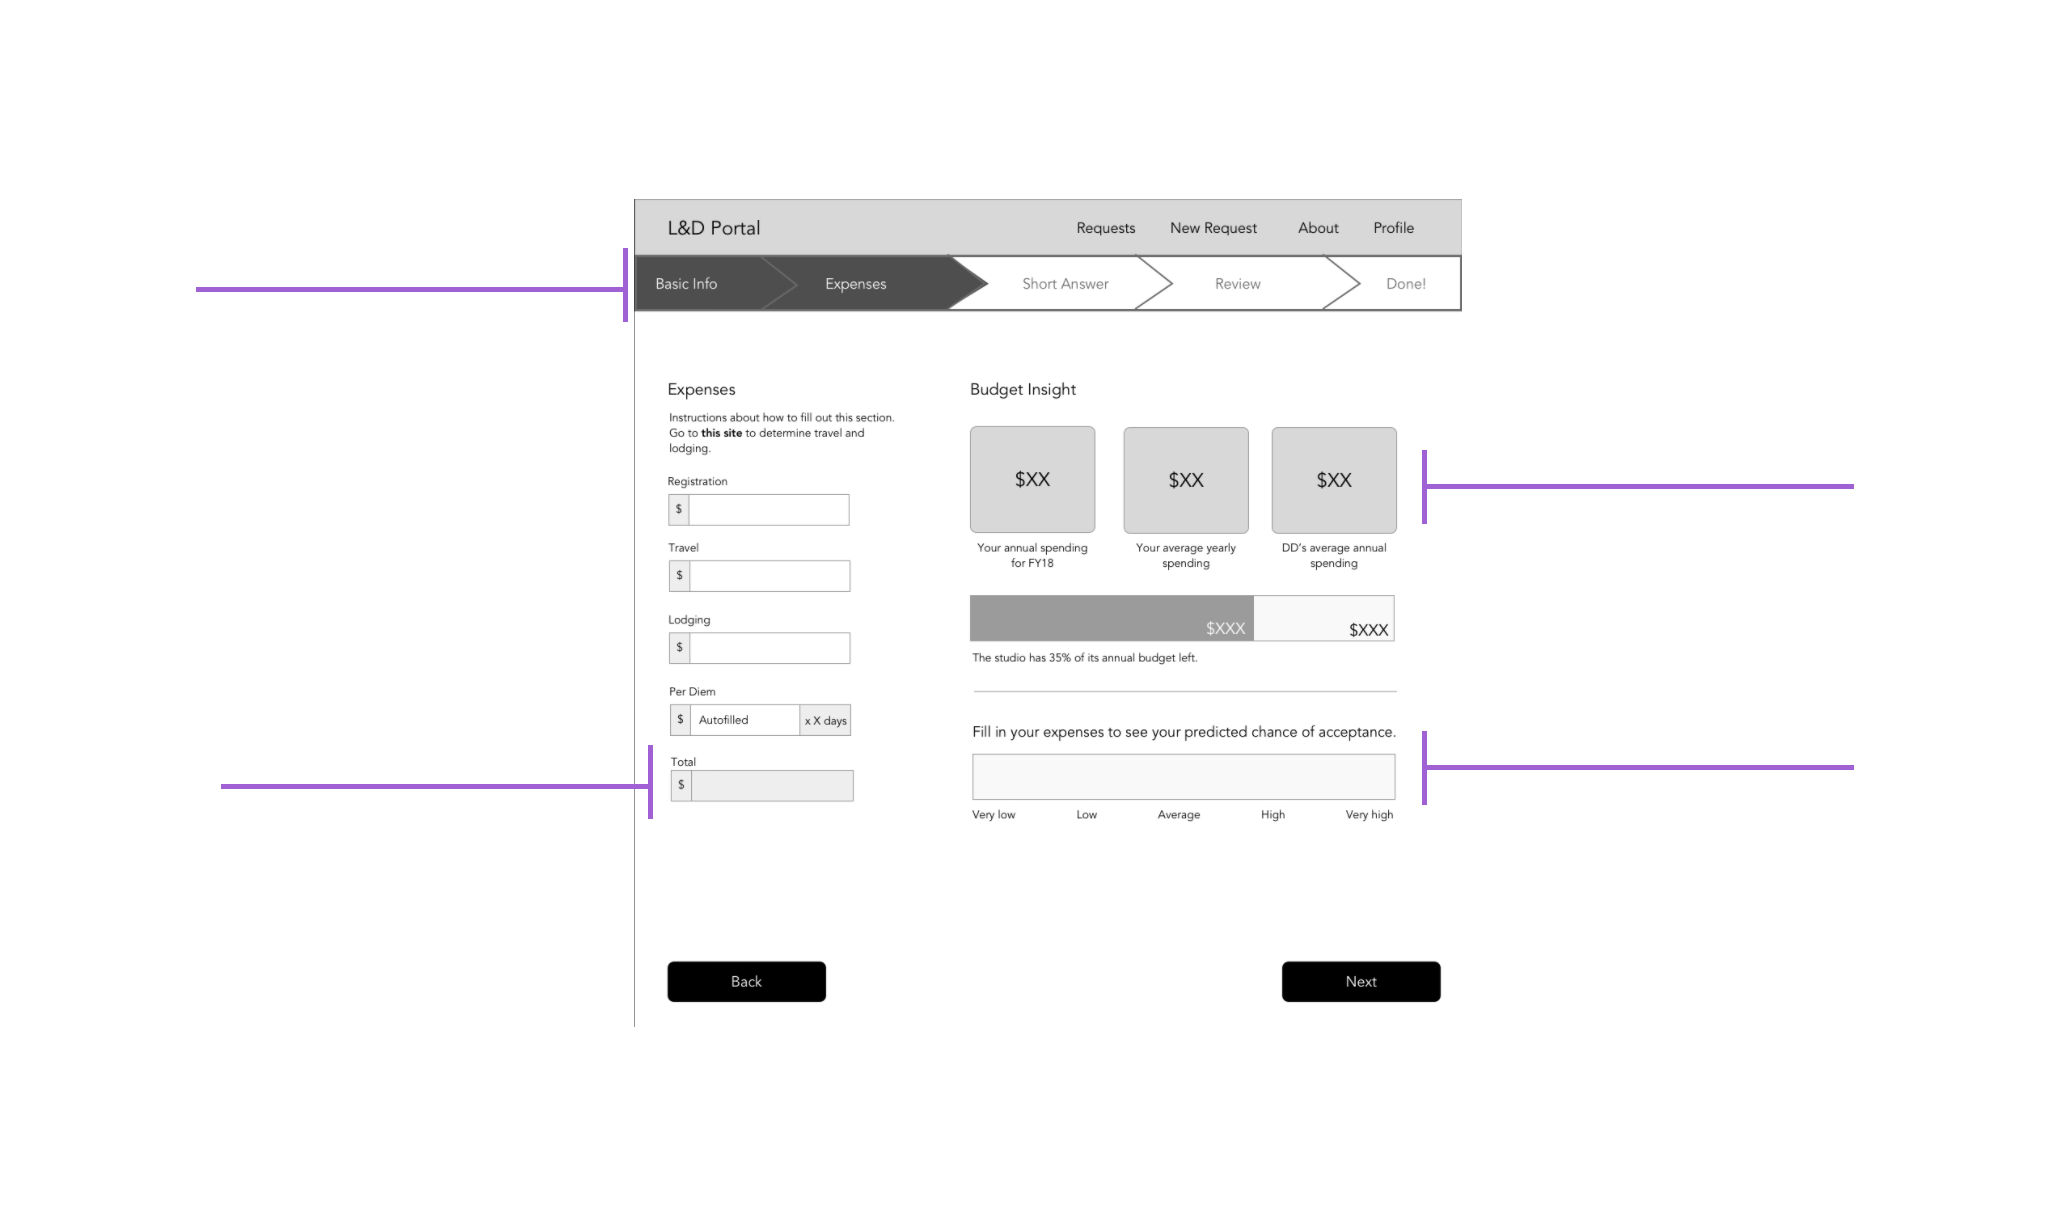 L&D Portal
Requests
New Request
About
Profile
Basic Info
Expenses
Short Answer
Review
Done!
Expenses
Instructions about how to fill out this section.
Go to this site to determine travel and
lodging.
Registration
$
Travel
$
Lodging
$
Per Diem
$ Autofilled x X days
Total
$
Budget Insight
$XX
Your annual spending
for FY18
$XX
Your average yearly
spending
$XX
DD's average annual
spending
$XXX
$XXX
The studio has 35% of its annual budget left.
Fill in your expenses to see your predicted chance of acceptance.
Very low
Low
Average
High
Very high
Back
Next